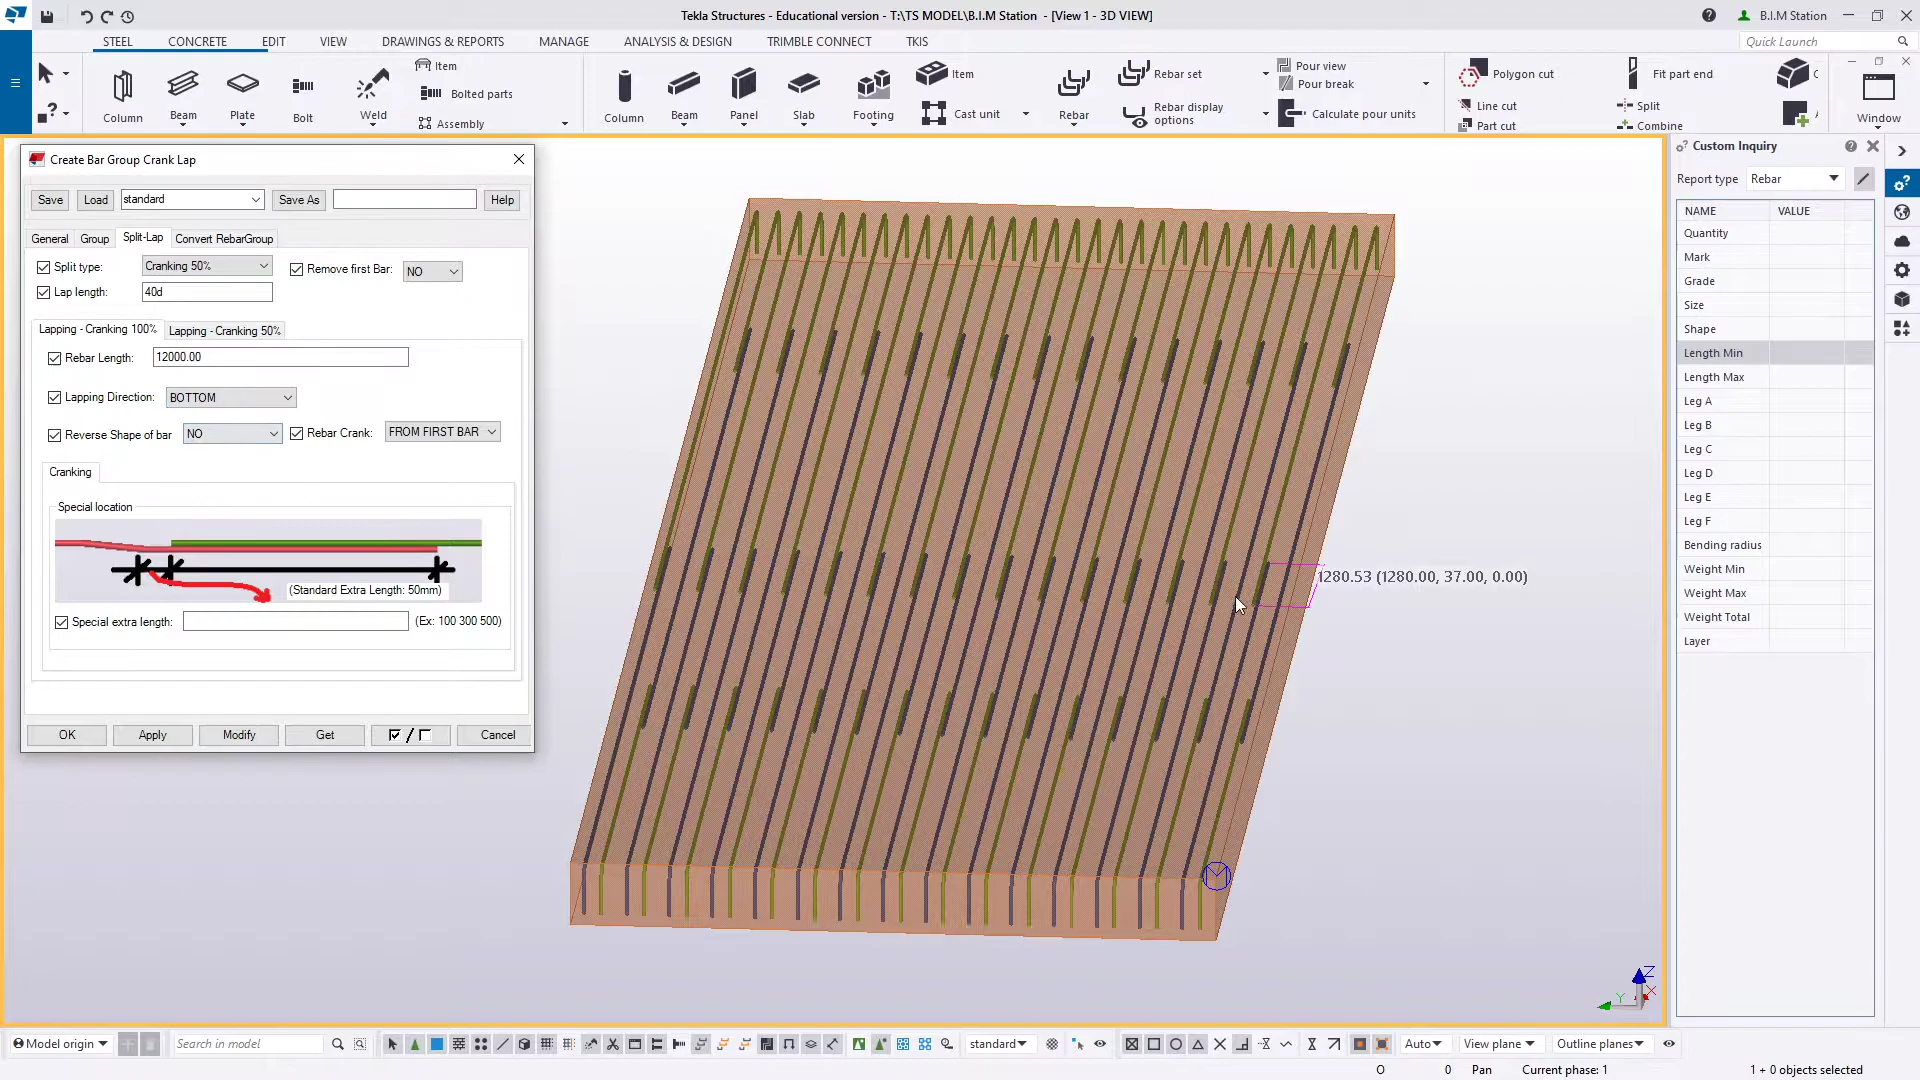 Tekla Structures - Educational version - T:\TS MODEL\B.I.M Station - [View 1 - 3D VIEW]
B.I.M Station
STEEL CONCRETE EDIT VIEW DRAWINGS & REPORTS MANAGE ANALYSIS & DESIGN TRIMBLE CONNECT TKIS
Quick Launch
Column Beam Plate Bolt Weld
Item
Bolted parts
Assembly
Column Beam Panel Slab Footing
Item
Cast unit
Rebar
Rebar set
Rebar display options
Pour view
Pour break
Calculate pour units
Polygon cut
Line cut
Part cut
Fit part end
Split
Combine
Window
Create Bar Group Crank Lap
Save Load standard Save As Help
General Group Split-Lap Convert RebarGroup
Split type: Cranking 50% Remove first Bar: NO
Lap length: 40d
Lapping - Cranking 100% Lapping - Cranking 50%
Rebar Length: 12000.00
Lapping Direction: BOTTOM
Reverse Shape of bar NO Rebar Crank: FROM FIRST BAR
Cranking
Special location
(Standard Extra Length: 50mm)
Special extra length: (Ex: 100 300 500)
OK Apply Modify Get / Cancel
1280.53 (1280.00, 37.00, 0.00)
Z
Y
X
Custom Inquiry
Report type Rebar
NAME VALUE
Quantity
Mark
Grade
Size
Shape
Length Min
Length Max
Leg A
Leg B
Leg C
Leg D
Leg E
Leg F
Bending radius
Weight Min
Weight Max
Weight Total
Layer
Model origin Search in model standard Auto View plane Outline planes
O 0 Pan Current phase: 1 1 + 0 objects selected